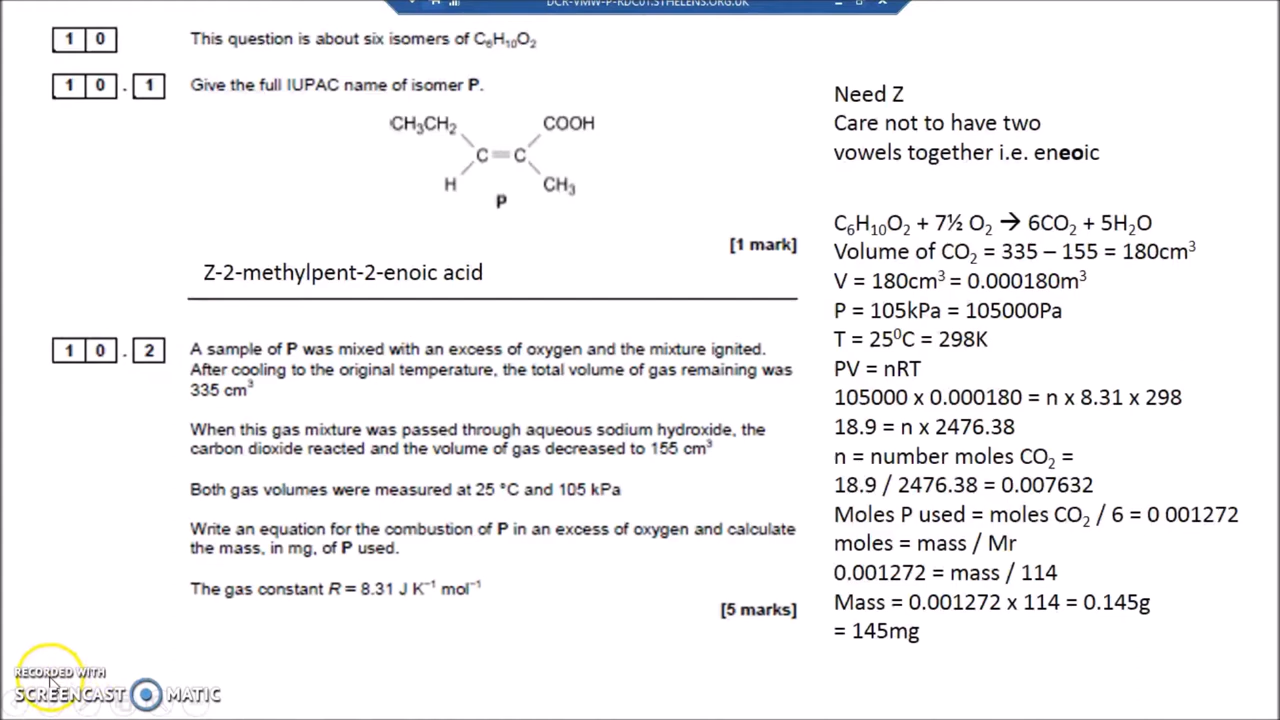 DCR-VMW-P-RDC01.STHELENS.ORG.UK
1 0 This question is about six isomers of C₆H₁₀O₂
1 0 . 1 Give the full IUPAC name of isomer P.
CH₃CH₂ COOH
C = C
H CH₃
P
[1 mark]
Z-2-methylpent-2-enoic acid
1 0 . 2 A sample of P was mixed with an excess of oxygen and the mixture ignited.
After cooling to the original temperature, the total volume of gas remaining was
335 cm³
When this gas mixture was passed through aqueous sodium hydroxide, the
carbon dioxide reacted and the volume of gas decreased to 155 cm³
Both gas volumes were measured at 25 °C and 105 kPa
Write an equation for the combustion of P in an excess of oxygen and calculate
the mass, in mg, of P used.
The gas constant R = 8.31 J K⁻¹ mol⁻¹
[5 marks]
Need Z
Care not to have two
vowels together i.e. eneoic
C₆H₁₀O₂ + 7½ O₂ → 6CO₂ + 5H₂O
Volume of CO₂ = 335 – 155 = 180cm³
V = 180cm³ = 0.000180m³
P = 105kPa = 105000Pa
T = 25⁰C = 298K
PV = nRT
105000 x 0.000180 = n x 8.31 x 298
18.9 = n x 2476.38
n = number moles CO₂ =
18.9 / 2476.38 = 0.007632
Moles P used = moles CO₂ / 6 = 0 001272
moles = mass / Mr
0.001272 = mass / 114
Mass = 0.001272 x 114 = 0.145g
= 145mg
RECORDED WITH
SCREENCAST MATIC